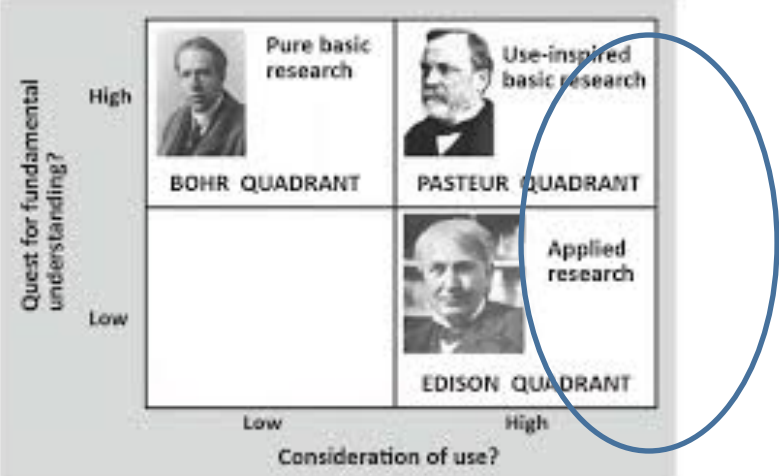 Pure basic
research
Use-inspired
basic research
High
BOHR QUADRANT
PASTEUR QUADRANT
Quest for fundamental
understanding?
Applied
research
Low
EDISON QUADRANT
Low
High
Consideration of use?